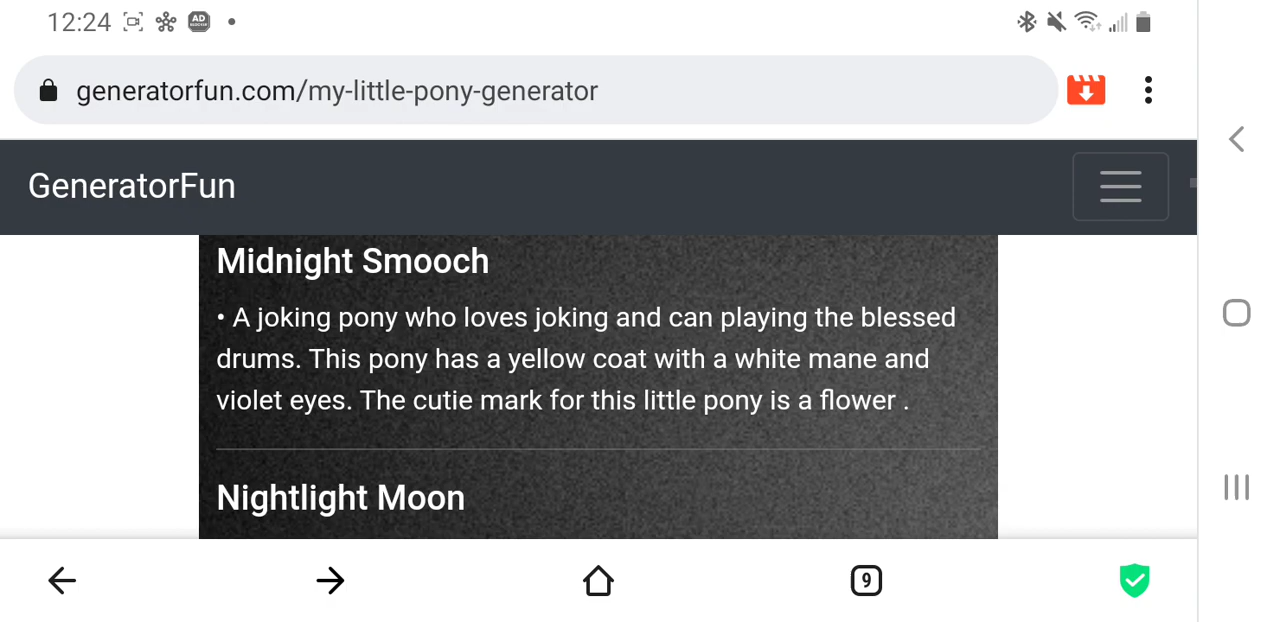 12:24
AD
generatorfun.com/my-little-pony-generator
GeneratorFun
Midnight Smooch
• A joking pony who loves joking and can playing the blessed
drums. This pony has a yellow coat with a white mane and
violet eyes. The cutie mark for this little pony is a flower .
Nightlight Moon
9